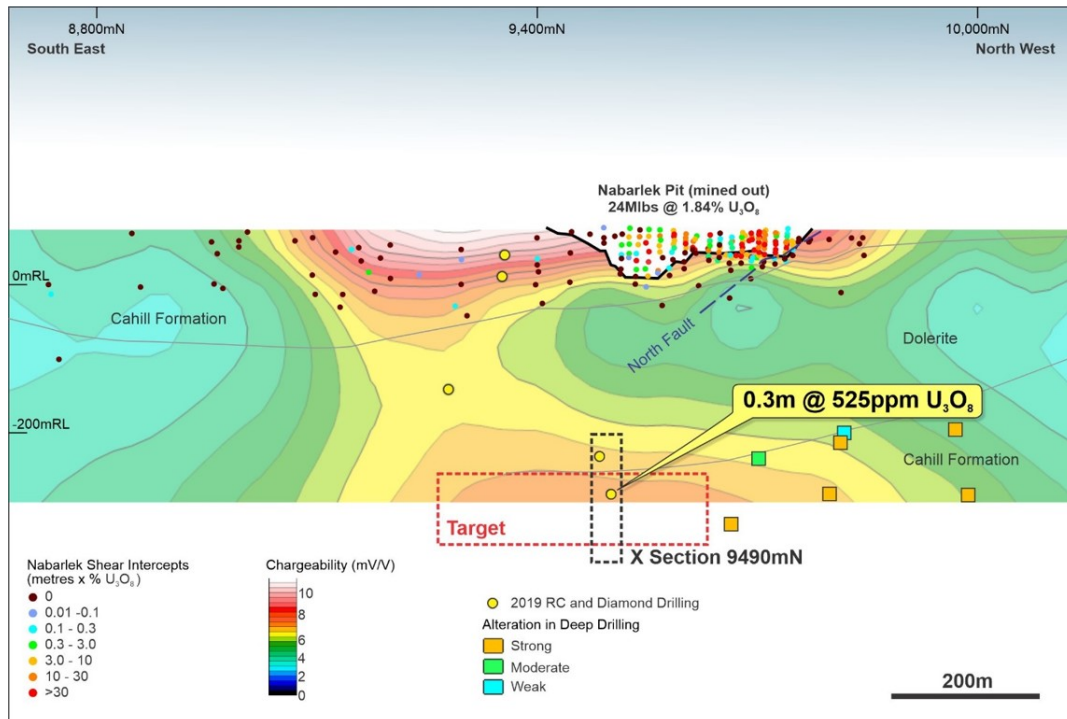 8,800mN
9,400mN
10,000mN
South East
North West
Nabarlek Pit (mined out)
24Mlbs @ 1.84% U₃O₈
0mRL
Cahill Formation
North Fault
Dolerite
0.3m @ 525ppm U₃O₈
-200mRL
Cahill Formation
Target
X Section 9490mN
Nabarlek Shear Intercepts
(metres x % U₃O₈)
0
0.01 -0.1
0.1 - 0.3
0.3 - 3.0
3.0 - 10
10 - 30
>30
Chargeability (mV/V)
10
8
6
4
2
0
2019 RC and Diamond Drilling
Alteration in Deep Drilling
Strong
Moderate
Weak
200m